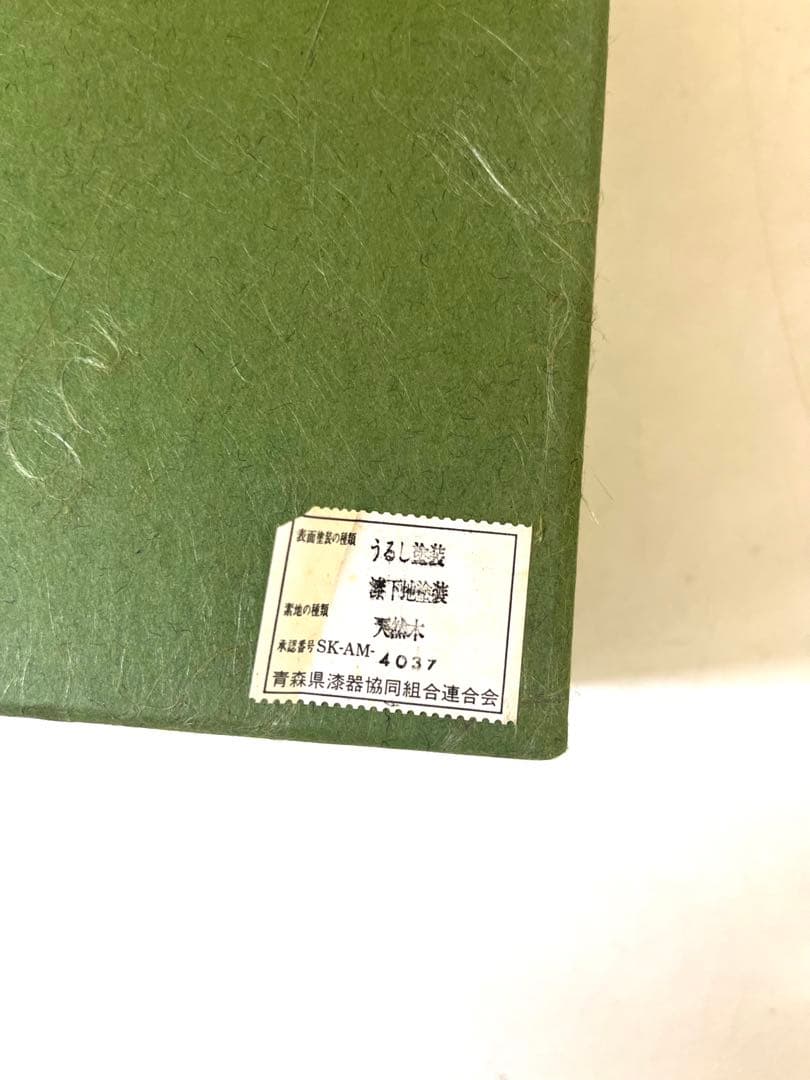 表面塗装の種類 うるし塗装
漆下地塗装
素地の種類 天然木
承認番号 SK-AM-4037
青森県漆器協同組合連合会